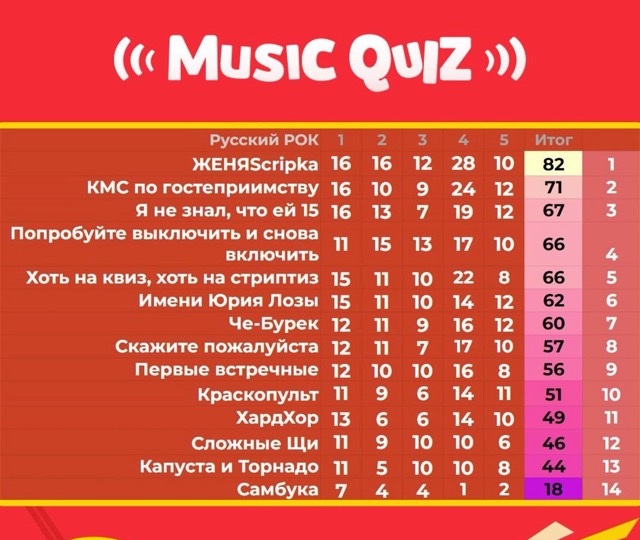 MUSIC QUIZ
Русский РОК 1 2 3 4 5 Итог
ЖЕНЯScripka 16 16 12 28 10 82 1
КМС по гостеприимству 16 10 9 24 12 71 2
Я не знал, что ей 15 16 13 7 19 12 67 3
Попробуйте выключить и снова
включить 11 15 13 17 10 66 4
Хоть на квиз, хоть на стриптиз 15 11 10 22 8 66 5
Имени Юрия Лозы 15 11 10 14 12 62 6
Че-Бурек 12 11 9 16 12 60 7
Скажите пожалуйста 12 11 7 17 10 57 8
Первые встречные 12 10 10 16 8 56 9
Краскопульт 11 9 6 14 11 51 10
ХардХор 13 6 6 14 10 49 11
Сложные Щи 11 9 10 10 6 46 12
Капуста и Торнадо 11 5 10 10 8 44 13
Самбука 7 4 4 1 2 18 14